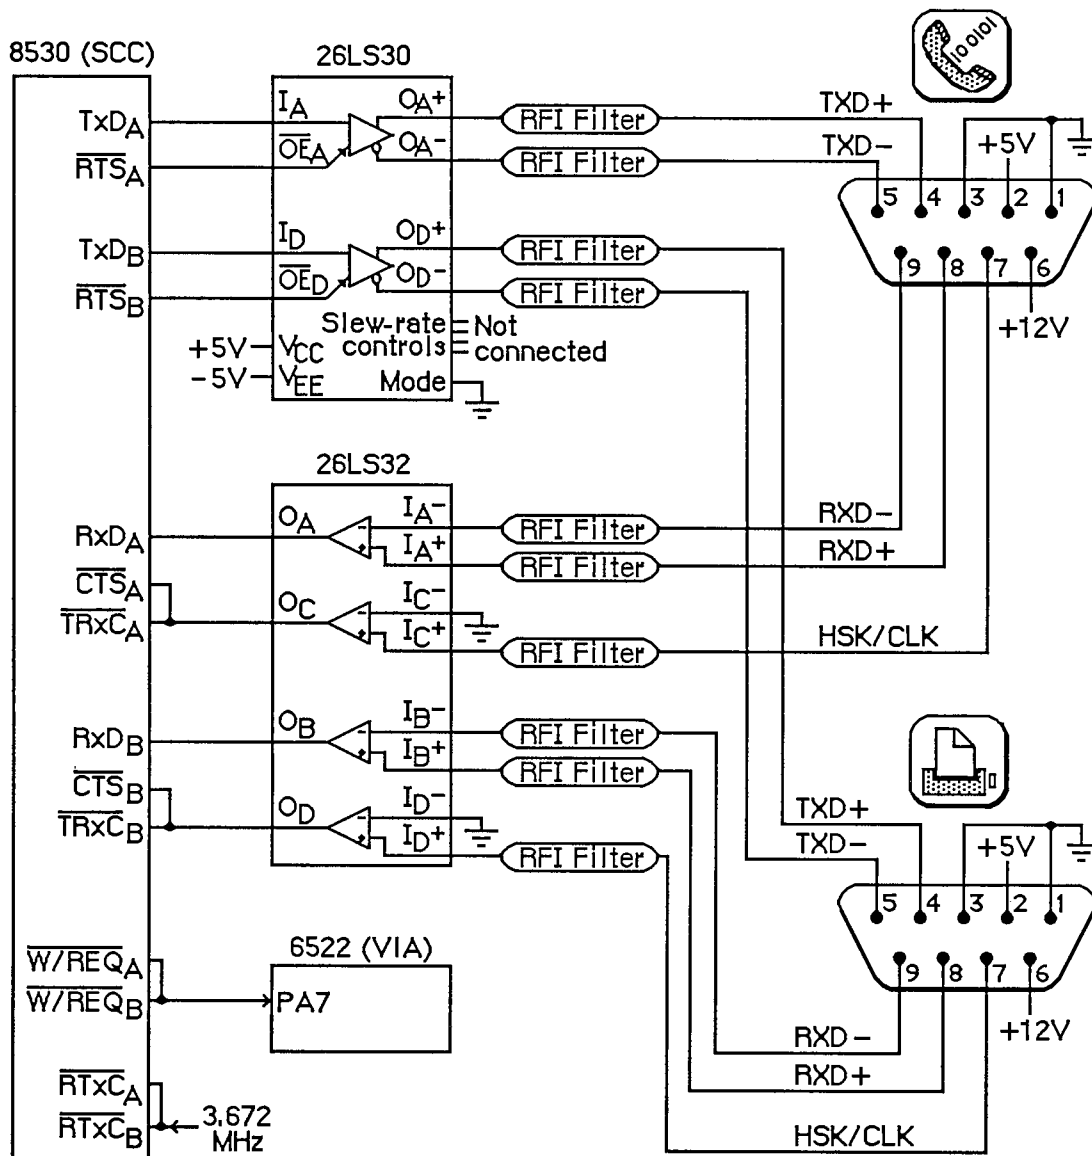 8530 (SCC)
26LS30
100101
TxDA
RTSA
TxDB
RTSB
IA
OEA
OA+
OA-
ID
OED
OD+
OD-
Slew-rate
controls
Not
connected
+5V
VCC
-5V
VEE
Mode
RFI Filter
RFI Filter
RFI Filter
RFI Filter
TXD+
TXD-
+5V
5
4
3
2
1
9
8
7
6
+12V
26LS32
RxDA
CTSA
TRxCA
RxDB
CTSB
TRxCB
OA
IA-
IA+
OC
IC-
IC+
OB
IB-
IB+
OD
ID-
ID+
RFI Filter
RFI Filter
RFI Filter
RFI Filter
RFI Filter
RFI Filter
RXD-
RXD+
HSK/CLK
TXD+
TXD-
+5V
5
4
3
2
1
9
8
7
6
+12V
RXD-
RXD+
HSK/CLK
W/REQA
W/REQB
6522 (VIA)
PA7
RTxCA
RTxCB
3.672
MHz